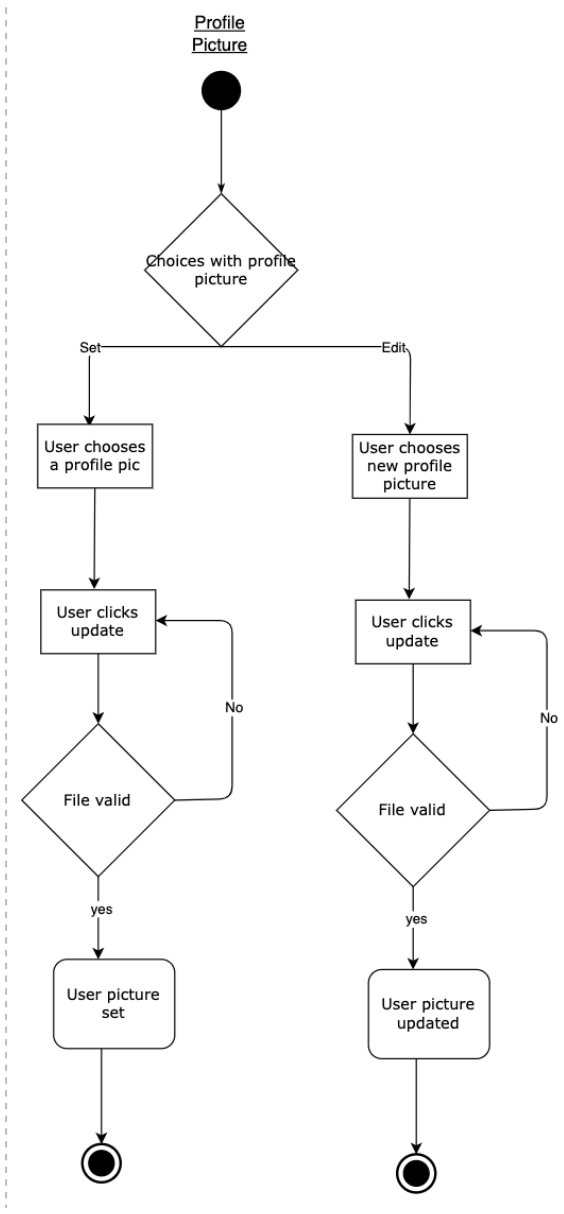 Profile
Picture
Choices with profile
picture
Set
Edit
User chooses
a profile pic
User chooses
new profile
picture
User clicks
update
User clicks
update
No
No
File valid
File valid
yes
yes
User picture
set
User picture
updated